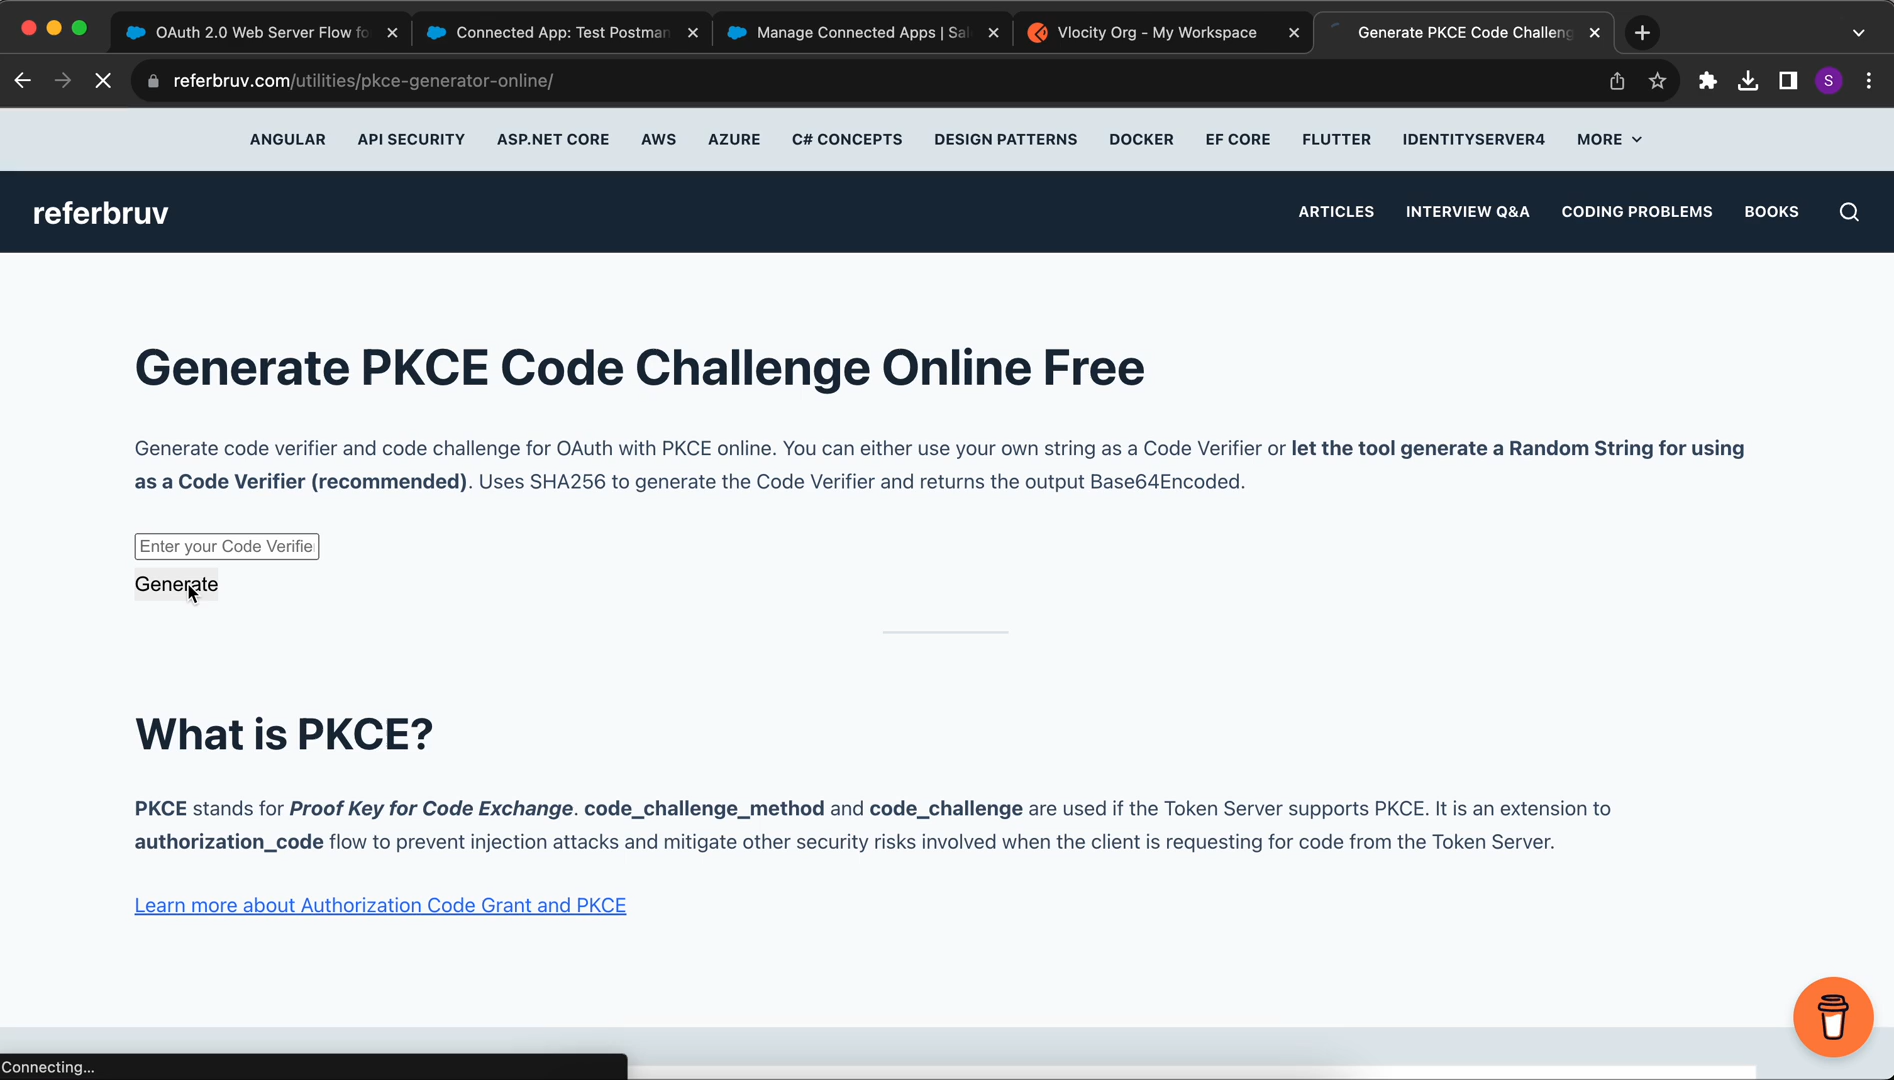 OAuth 2.0 Web Server Flow fo
Connected App: Test Postman
Manage Connected Apps | Sal
Vlocity Org - My Workspace
Generate PKCE Code Challeng
referbruv.com/utilities/pkce-generator-online/
S
ANGULAR API SECURITY ASP.NET CORE AWS AZURE C# CONCEPTS DESIGN PATTERNS DOCKER EF CORE FLUTTER IDENTITYSERVER4 MORE
referbruv
ARTICLES INTERVIEW Q&A CODING PROBLEMS BOOKS
Generate PKCE Code Challenge Online Free
Generate code verifier and code challenge for OAuth with PKCE online. You can either use your own string as a Code Verifier or let the tool generate a Random String for using
as a Code Verifier (recommended). Uses SHA256 to generate the Code Verifier and returns the output Base64Encoded.
Enter your Code Verifie
Generate
What is PKCE?
PKCE stands for Proof Key for Code Exchange. code_challenge_method and code_challenge are used if the Token Server supports PKCE. It is an extension to
authorization_code flow to prevent injection attacks and mitigate other security risks involved when the client is requesting for code from the Token Server.
Learn more about Authorization Code Grant and PKCE
Connecting...